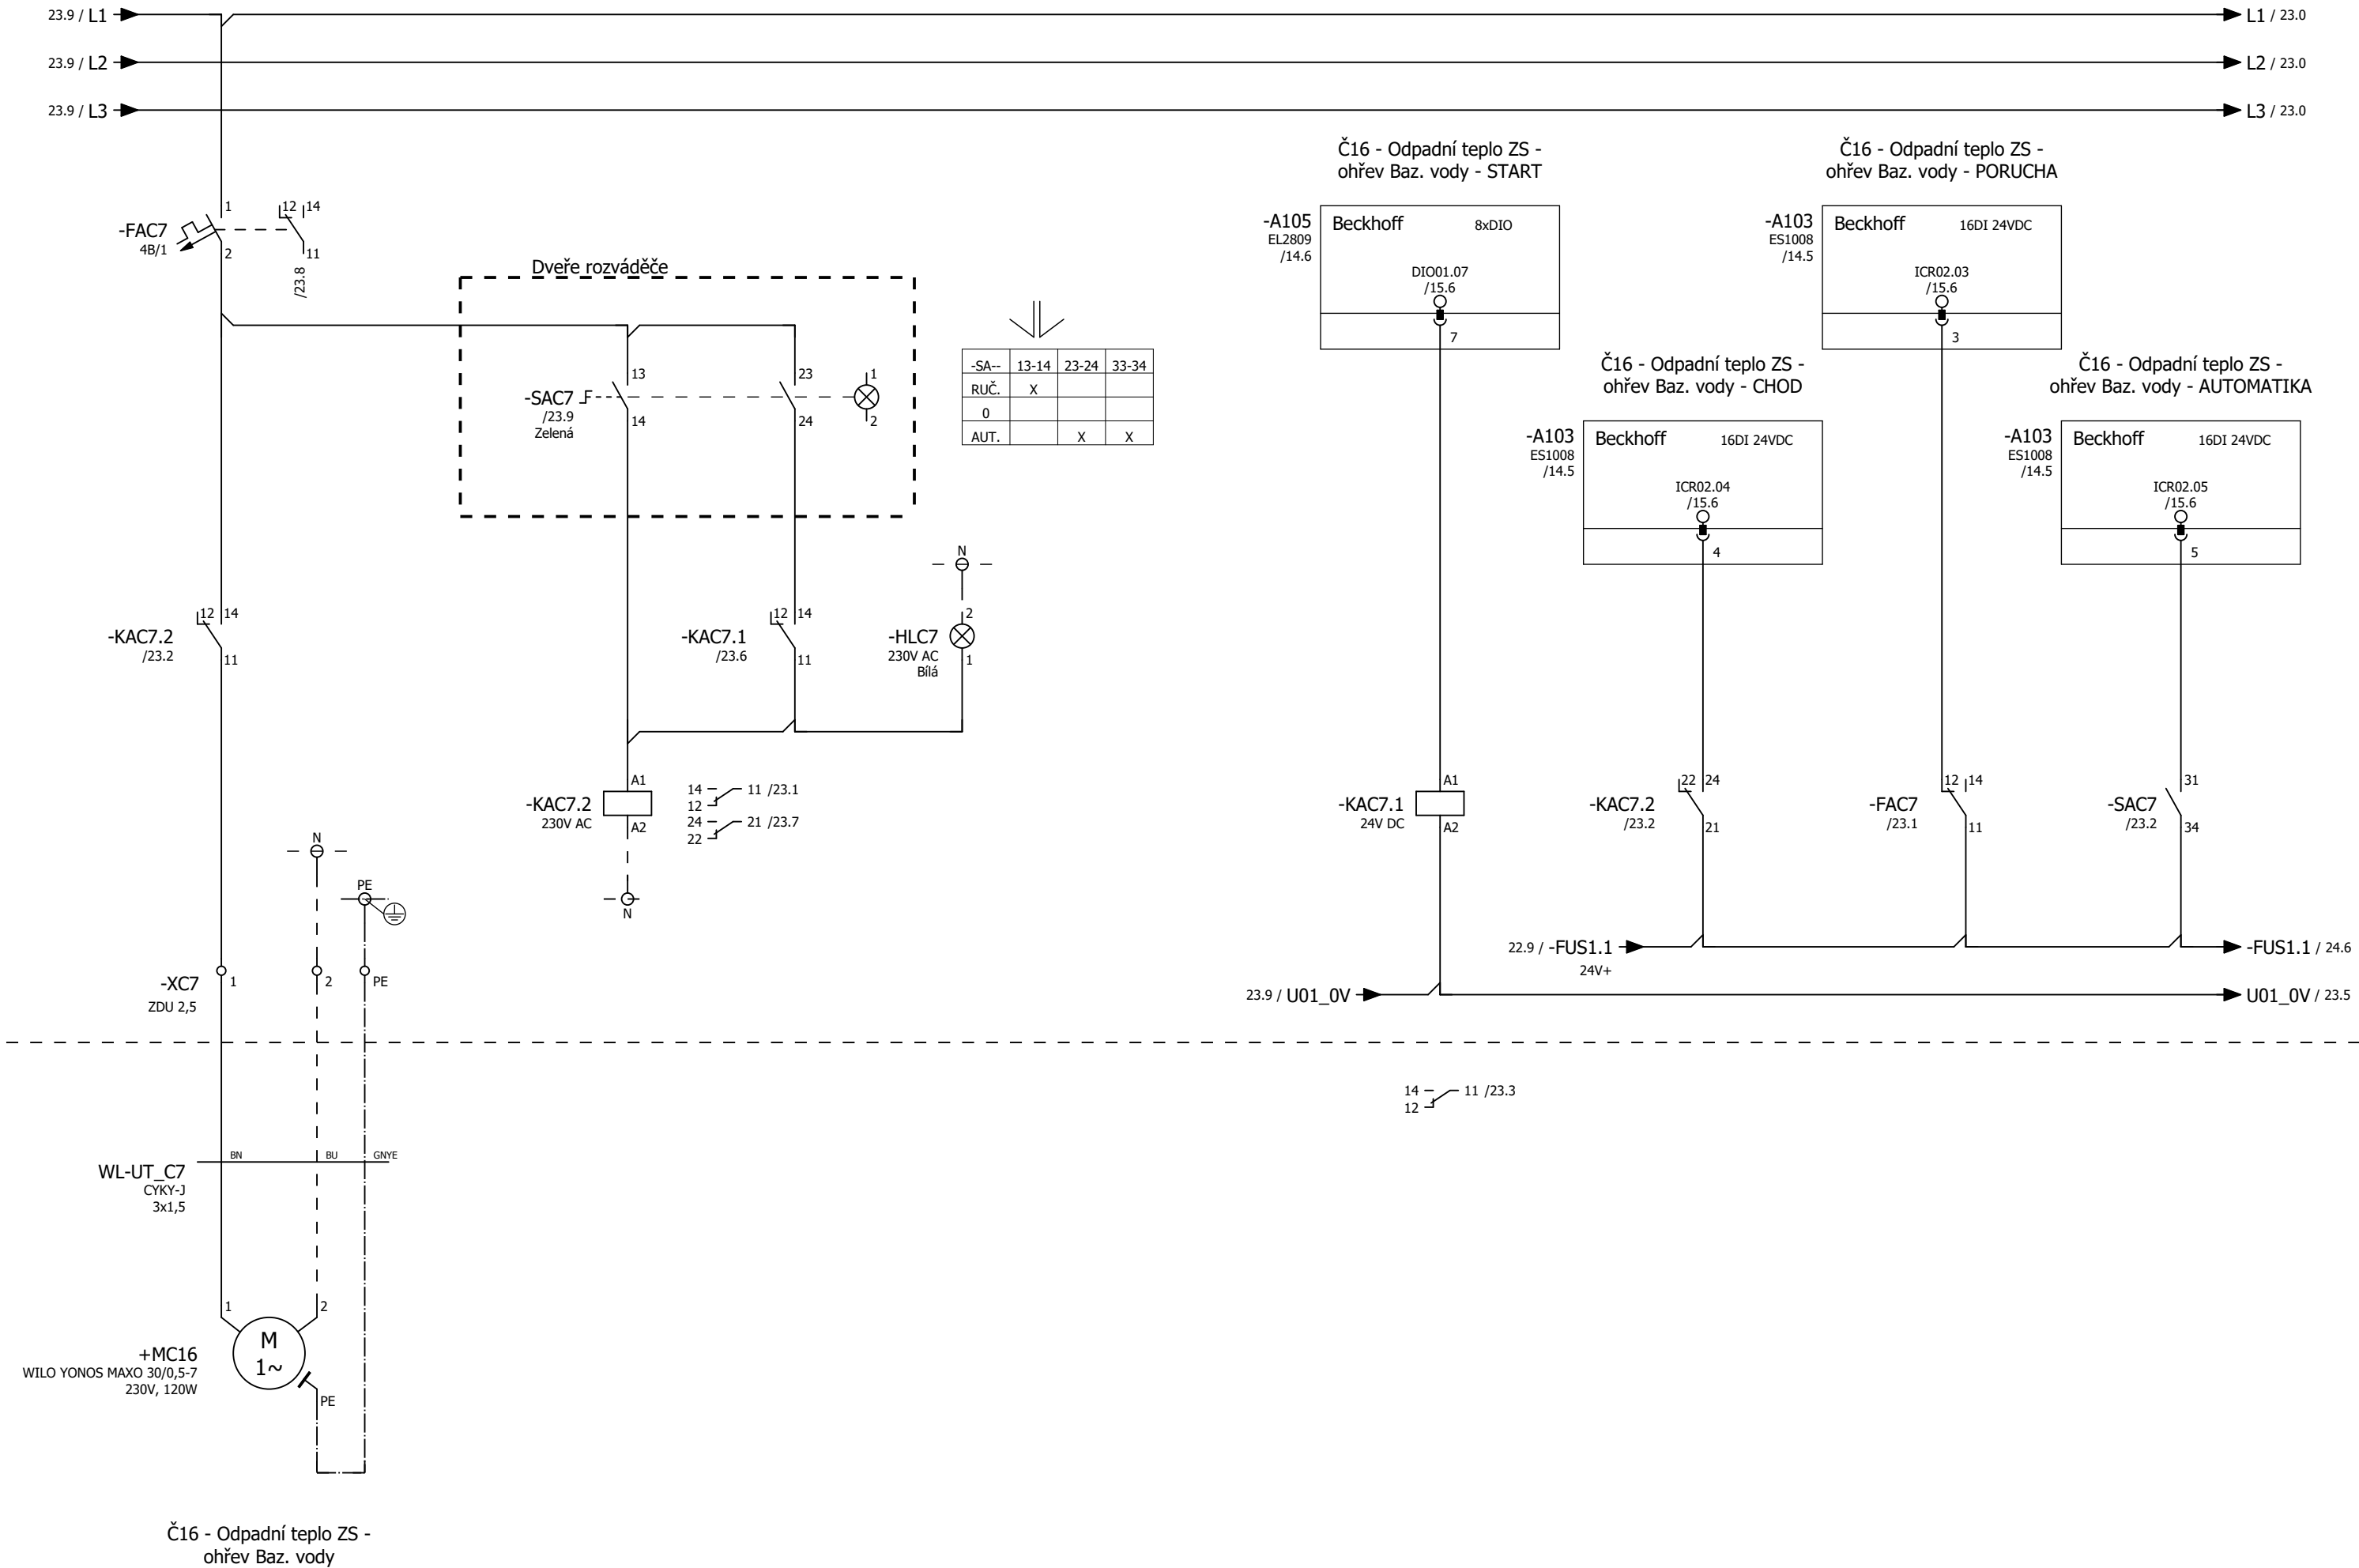 23.9 / L1
L1 / 23.0
23.9 / L2
L2 / 23.0
23.9 / L3
L3 / 23.0
Č16 - Odpadní teplo ZS -
ohřev Baz. vody - START
Č16 - Odpadní teplo ZS -
ohřev Baz. vody - PORUCHA
-FAC7
4B/1
1
2
12 14
11
/23.8
-A105
EL2809
/14.6
Beckhoff 8xDIO
DIO01.07
/15.6
7
-A103
ES1008
/14.5
Beckhoff 16DI 24VDC
ICR02.03
/15.6
3
Dveře rozváděče
-SAC7
/23.9
Zelená
13
14
23
24
1
2
-SA-- 13-14 23-24 33-34
RUČ. X
0
AUT. X X
Č16 - Odpadní teplo ZS -
ohřev Baz. vody - CHOD
Č16 - Odpadní teplo ZS -
ohřev Baz. vody - AUTOMATIKA
-A103
ES1008
/14.5
Beckhoff 16DI 24VDC
ICR02.04
/15.6
4
-A103
ES1008
/14.5
Beckhoff 16DI 24VDC
ICR02.05
/15.6
5
-KAC7.2
/23.2
12 14
11
-KAC7.1
/23.6
12 14
11
N
-HLC7
230V AC
Bílá
2
1
-KAC7.2
230V AC
A1
A2
N
14 11 /23.1
12
24 21 /23.7
22
-KAC7.1
24V DC
A1
A2
-KAC7.2
/23.2
22 24
21
-FAC7
/23.1
12 14
11
-SAC7
/23.2
31
34
N
PE
22.9 / -FUS1.1
24V+
-FUS1.1 / 24.6
23.9 / U01_0V
U01_0V / 23.5
-XC7
ZDU 2,5
1
2
PE
14 11 /23.3
12
WL-UT_C7
CYKY-J
3x1,5
BN
BU
GNYE
1
2
M
1~
PE
+MC16
WILO YONOS MAXO 30/0,5-7
230V, 120W
Č16 - Odpadní teplo ZS -
ohřev Baz. vody